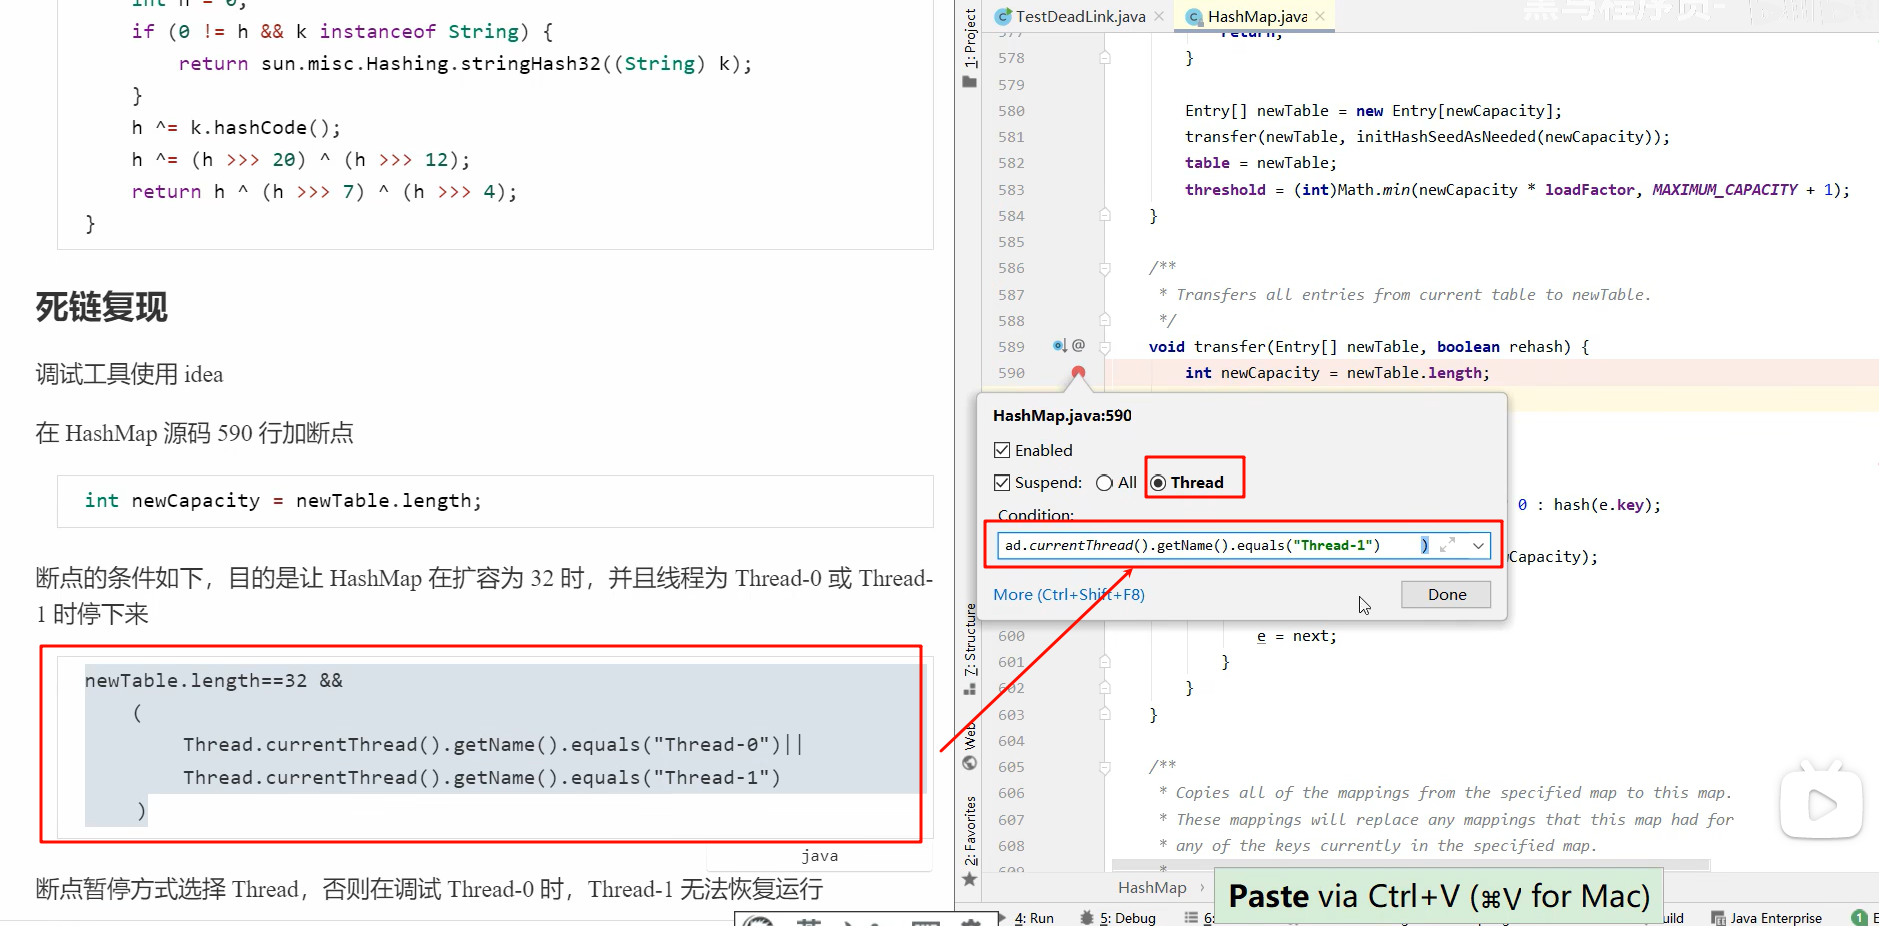 int h = 0;
if (0 != h && k instanceof String) {
return sun.misc.Hashing.stringHash32((String) k);
}
h ^= k.hashCode();
h ^= (h >>> 20) ^ (h >>> 12);
return h ^ (h >>> 7) ^ (h >>> 4);
}
死链复现
调试工具使用 idea
在 HashMap 源码 590 行加断点
int newCapacity = newTable.length;
断点的条件如下，目的是让 HashMap 在扩容为 32 时，并且线程为 Thread-0 或 Thread-
1 时停下来
newTable.length==32 &&
(
Thread.currentThread().getName().equals("Thread-0")||
Thread.currentThread().getName().equals("Thread-1")
)
java
断点暂停方式选择 Thread，否则在调试 Thread-0 时，Thread-1 无法恢复运行
英
1: Project
Z: Structure
Web
2: Favorites
TestDeadLink.java
HashMap.java
黑马程序员-
577 return;
578 }
579
580 Entry[] newTable = new Entry[newCapacity];
581 transfer(newTable, initHashSeedAsNeeded(newCapacity));
582 table = newTable;
583 threshold = (int)Math.min(newCapacity * loadFactor, MAXIMUM_CAPACITY + 1);
584 }
585
586 /**
587 * Transfers all entries from current table to newTable.
588 */
589 @ void transfer(Entry[] newTable, boolean rehash) {
590 int newCapacity = newTable.length;
HashMap.java:590
Enabled
Suspend: All Thread
Condition:
ad.currentThread().getName().equals("Thread-1") )
More (Ctrl+Shift+F8)
Done
0 : hash(e.key);
Capacity);
600 e = next;
601 }
602 }
603 }
604
605 /**
606 * Copies all of the mappings from the specified map to this map.
607 * These mappings will replace any mappings that this map had for
608 * any of the keys currently in the specified map.
609 *
HashMap ›
Paste via Ctrl+V (⌘V for Mac)
4: Run 5: Debug 6: uild Java Enterprise 1 E